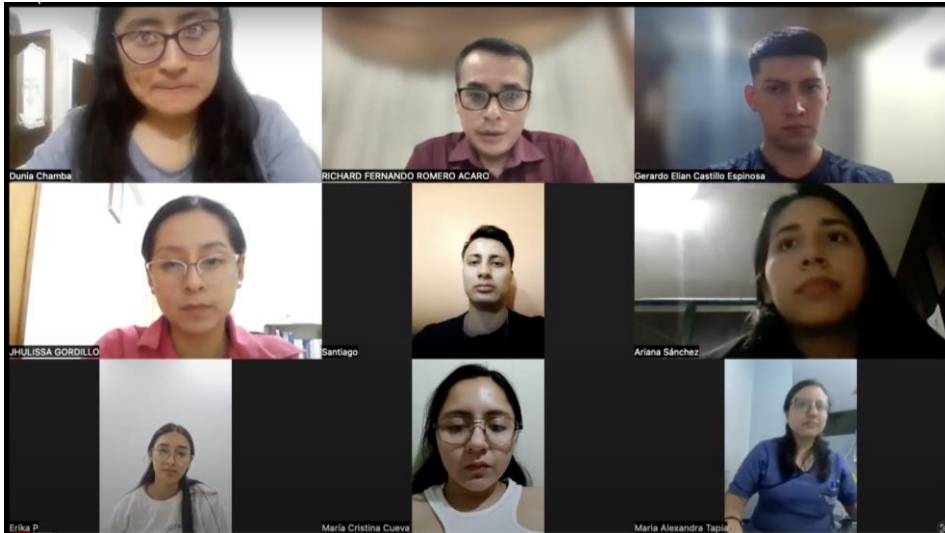 Dunia Chamba
RICHARD FERNANDO ROMERO ACARO
Gerardo Elian Castillo Espinosa
JHULISSA GORDILLO
Santiago
Ariana Sánchez
Erika P
María Cristina Cueva
Maria Alexandra Tapia